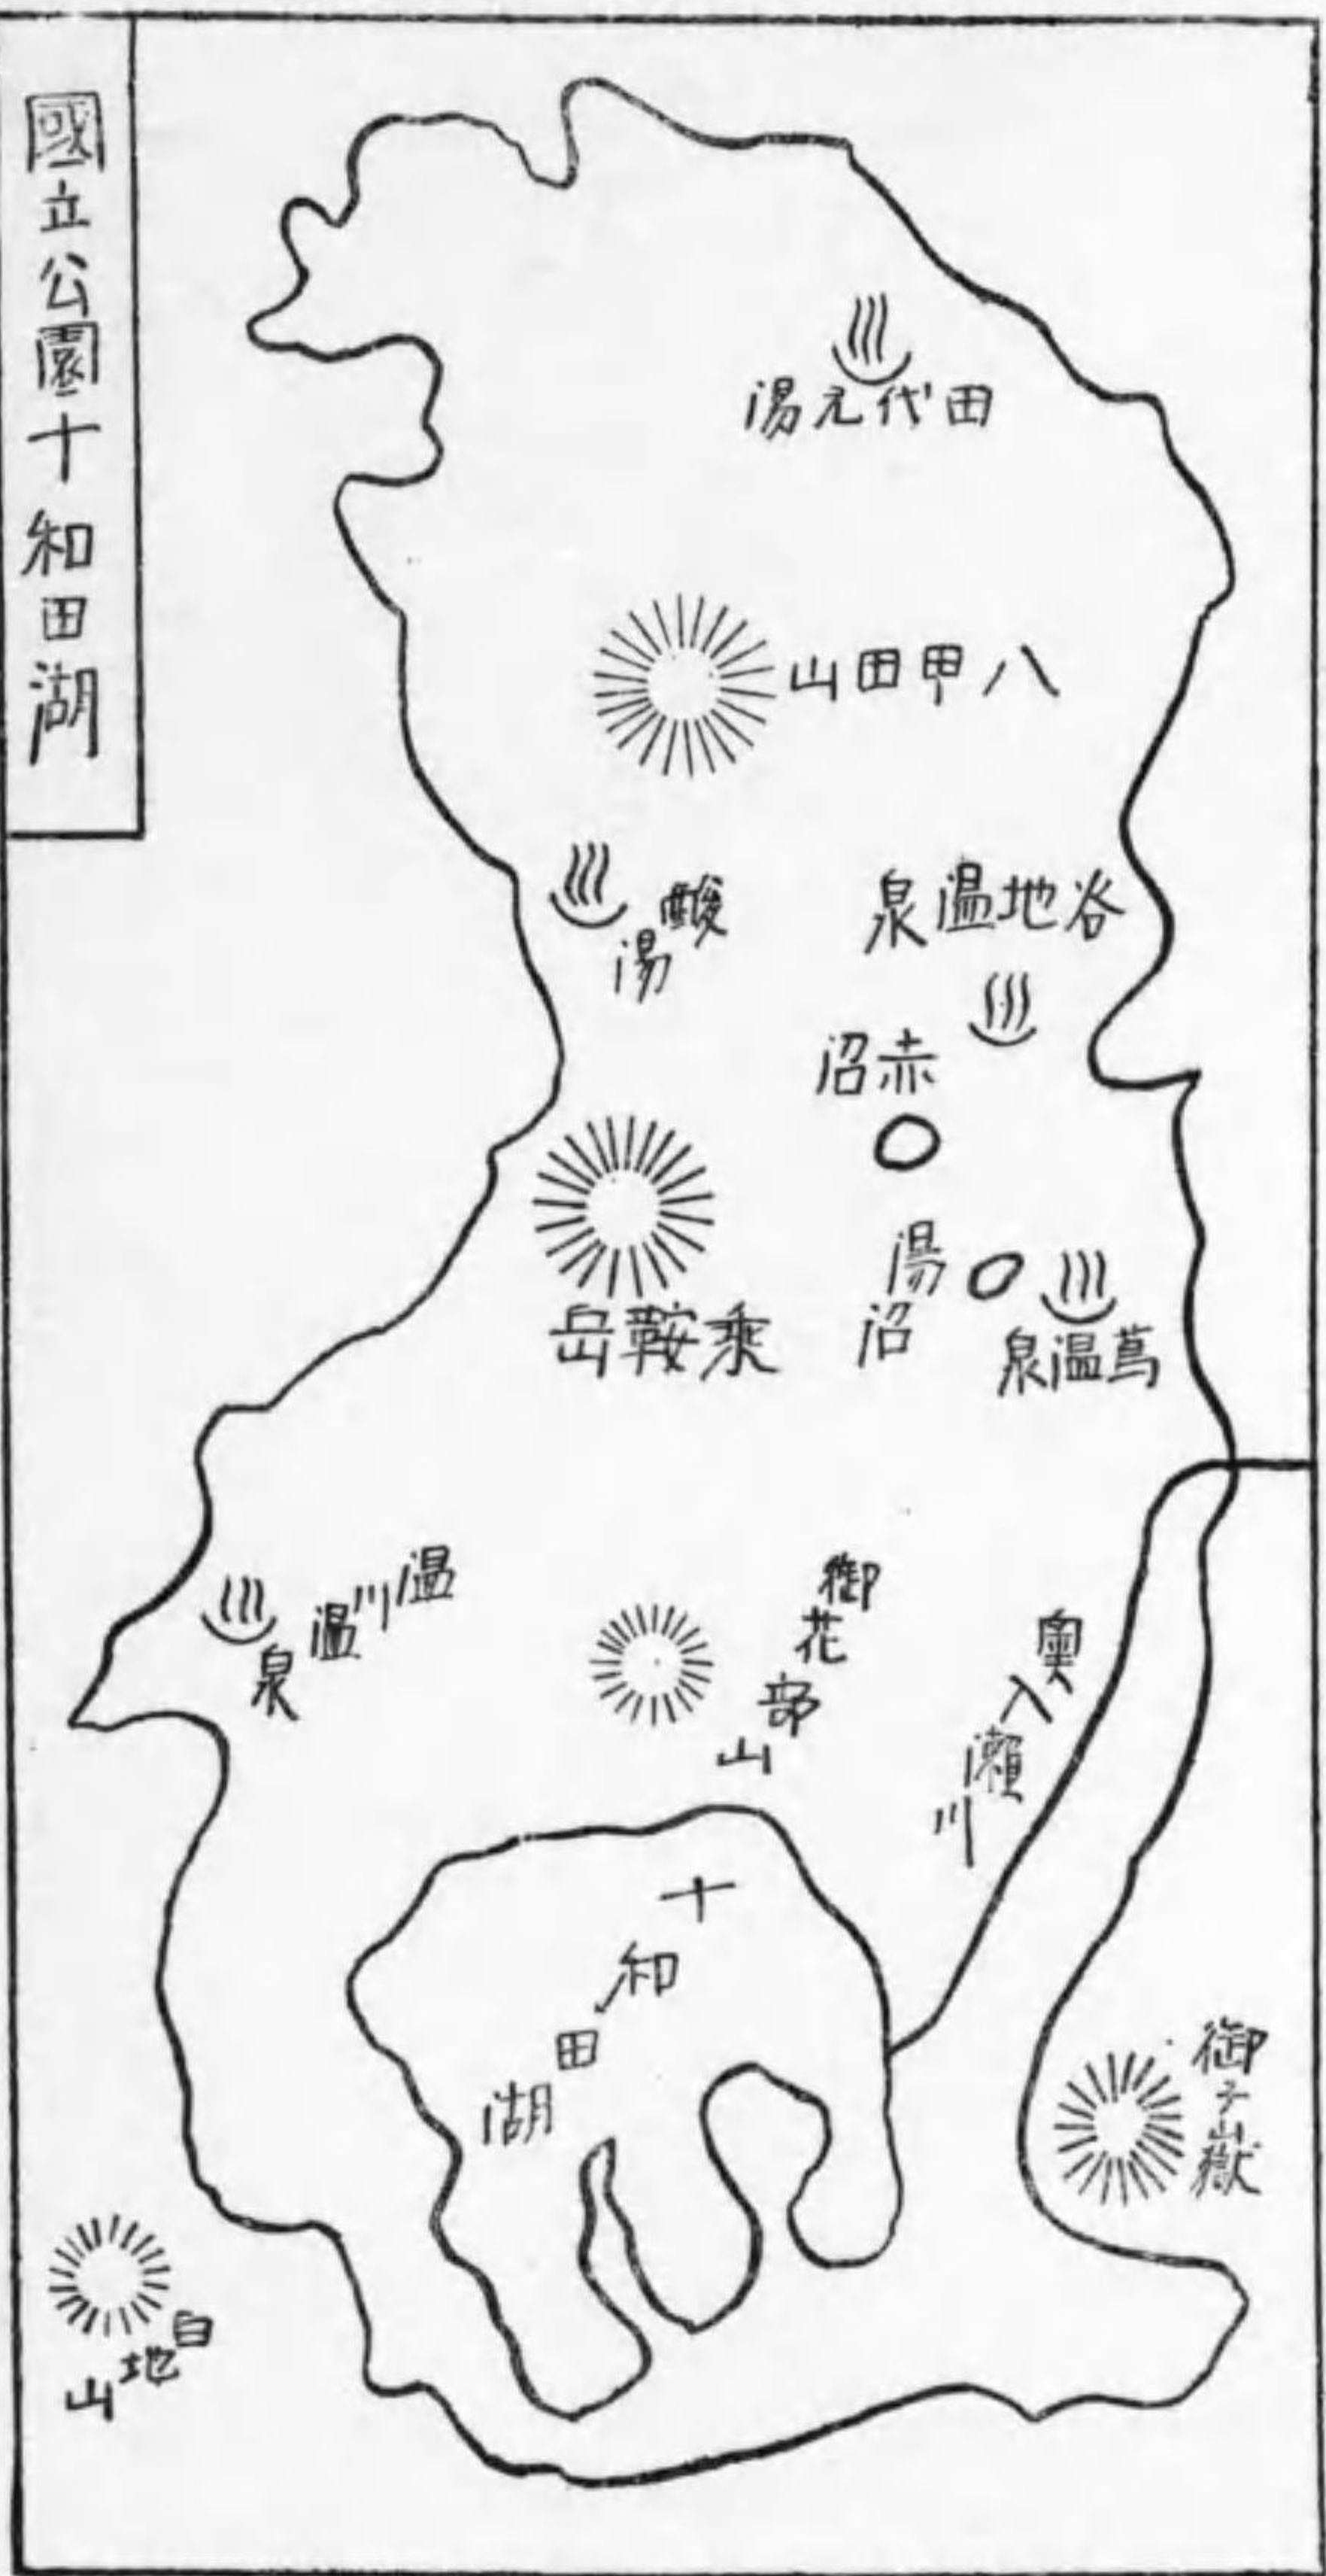 國立公園十和田湖
田代元湯
八甲田山
酸湯
谷地温泉
赤沼
湯沼
蔦温泉
乘鞍岳
温川温泉
御花部山
奥入瀬川
十和田湖
御子嶽
白地山